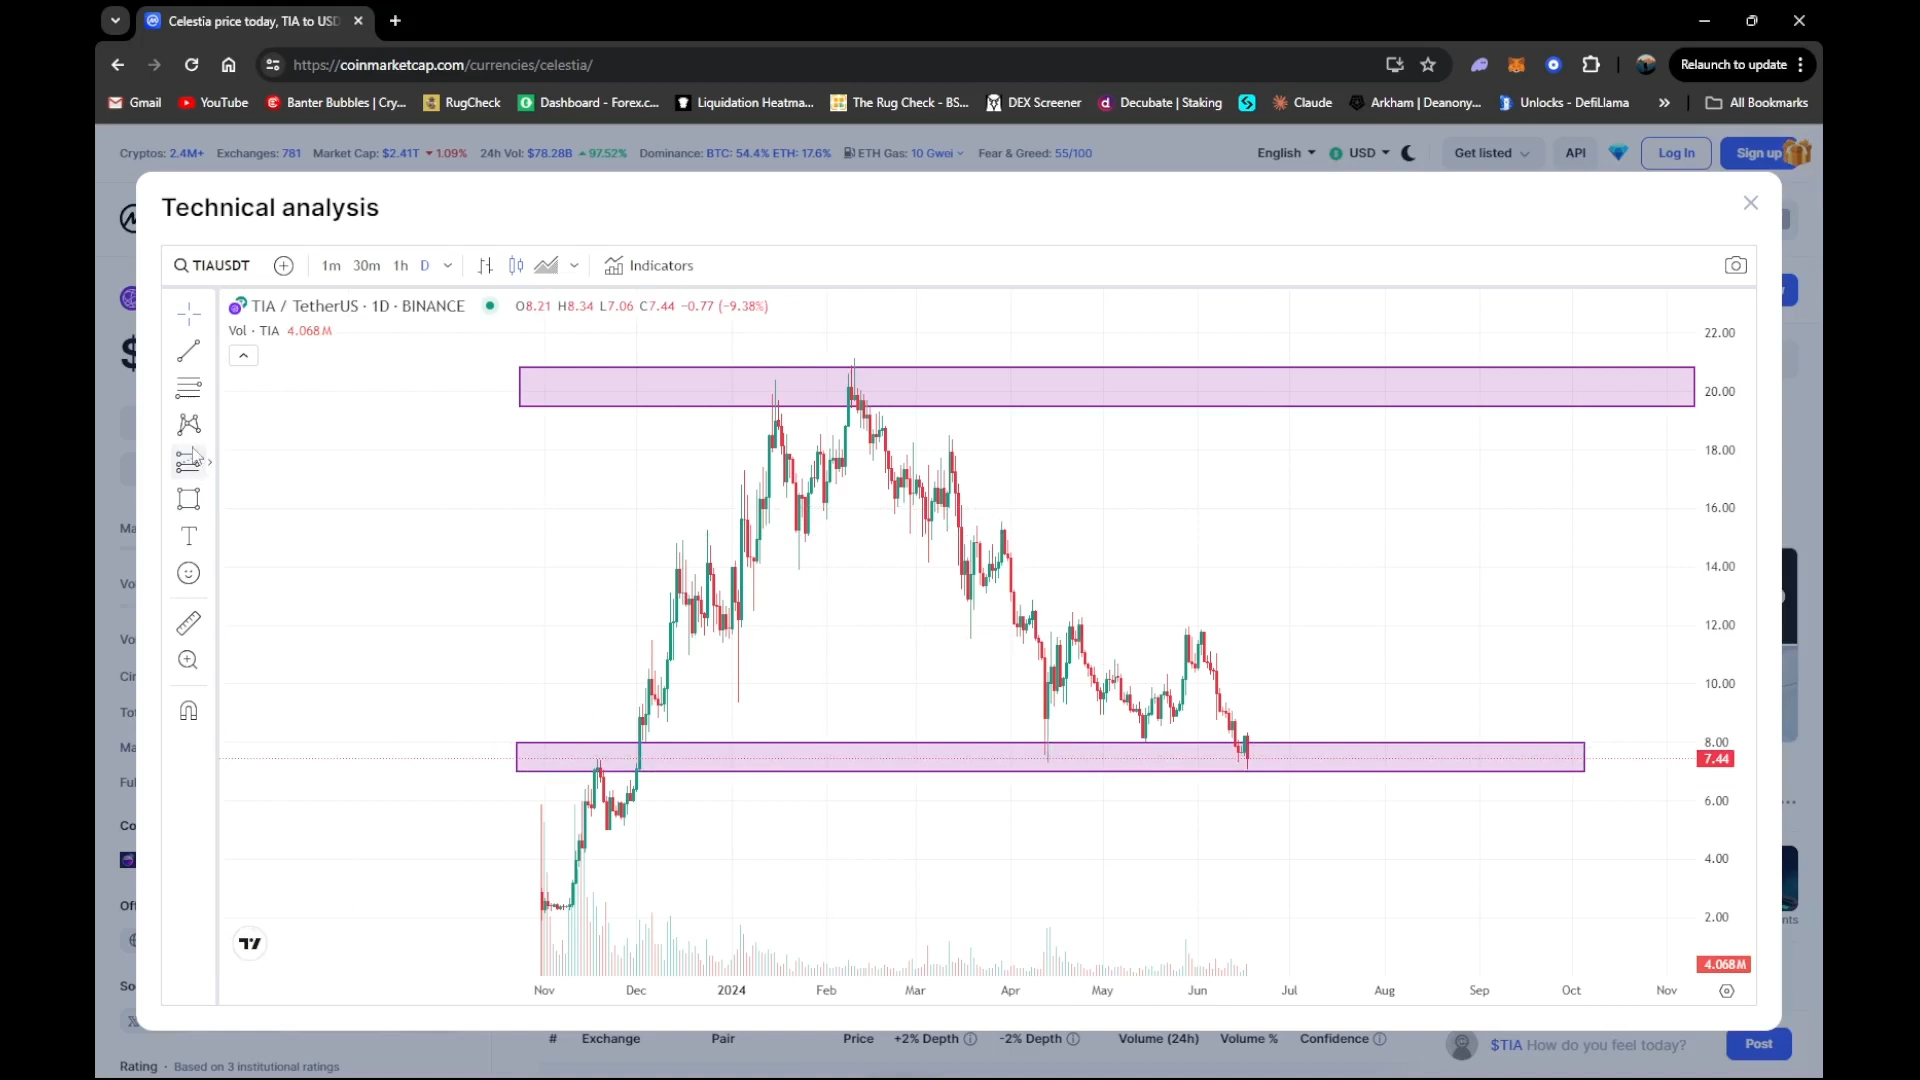 Celestia price today, TIA to USD
https://coinmarketcap.com/currencies/celestia/
Relaunch to update
Gmail YouTube Banter Bubbles | Cry... RugCheck Dashboard - Forex.c... Liquidation Heatma... The Rug Check - BS... DEX Screener Decubate | Staking Claude Arkham | Deanony... Unlocks - DefiLlama » All Bookmarks
Cryptos: 2.4M+ Exchanges: 781 Market Cap: $2.41T 1.09% 24h Vol: $78.28B 97.52% Dominance: BTC: 54.4% ETH: 17.6% ETH Gas: 10 Gwei Fear & Greed: 55/100 English USD Get listed API Log In Sign up
Technical analysis
TIAUSDT 1m 30m 1h D Indicators
TIA / TetherUS · 1D · BINANCE O8.21 H8.34 L7.06 C7.44 −0.77 (−9.38%)
Vol · TIA 4.068M
22.00
20.00
18.00
16.00
14.00
12.00
10.00
8.00
7.44
6.00
4.00
2.00
4.068M
Nov Dec 2024 Feb Mar Apr May Jun Jul Aug Sep Oct Nov
# Exchange Pair Price +2% Depth -2% Depth Volume (24h) Volume % Confidence
$TIA How do you feel today? Post
Rating · Based on 3 institutional ratings